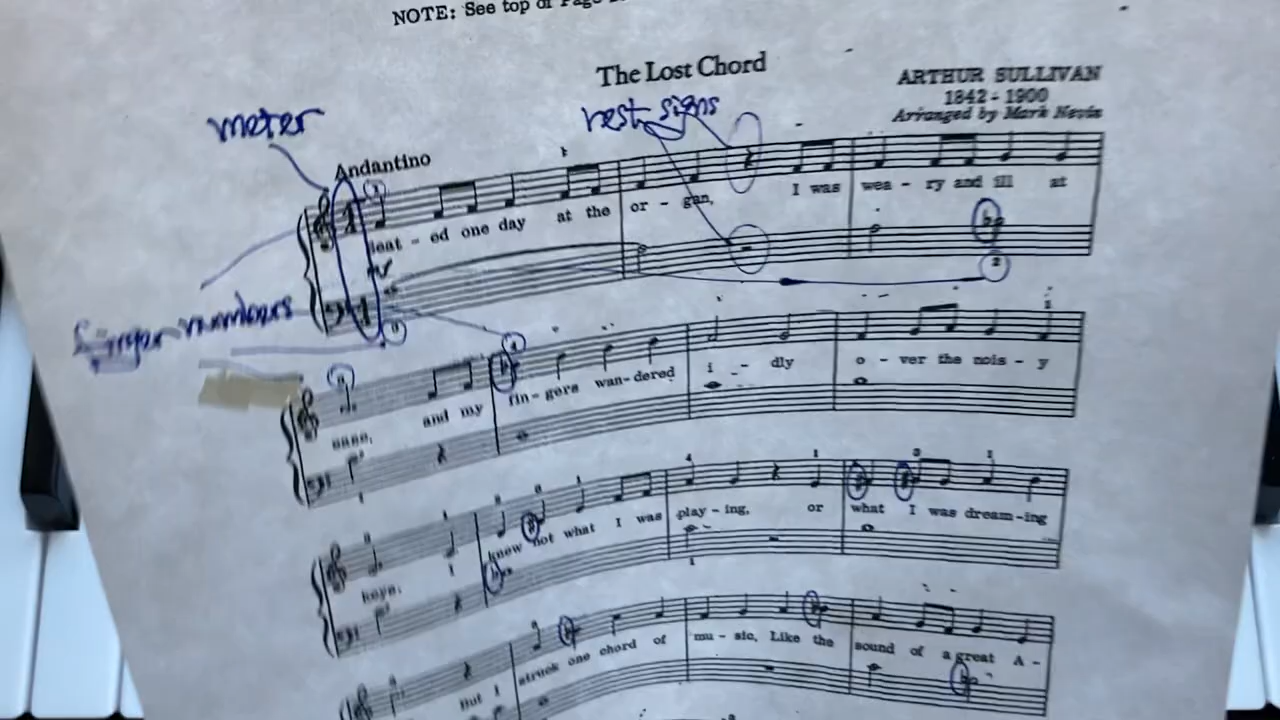 NOTE: See top of Page
The Lost Chord
ARTHUR SULLIVAN
1842 - 1900
Arranged by Mark Nevin
meter
rest signs
Andantino
Seat - ed one day at the or - gan, I was wea - ry and ill at
finger numbers
ease, and my fin - gers wan - dered i - dly o - ver the nois - y
keys. I knew not what I was play - ing, or what I was dream - ing
But I struck one chord of mu - sic, Like the sound of a great A -